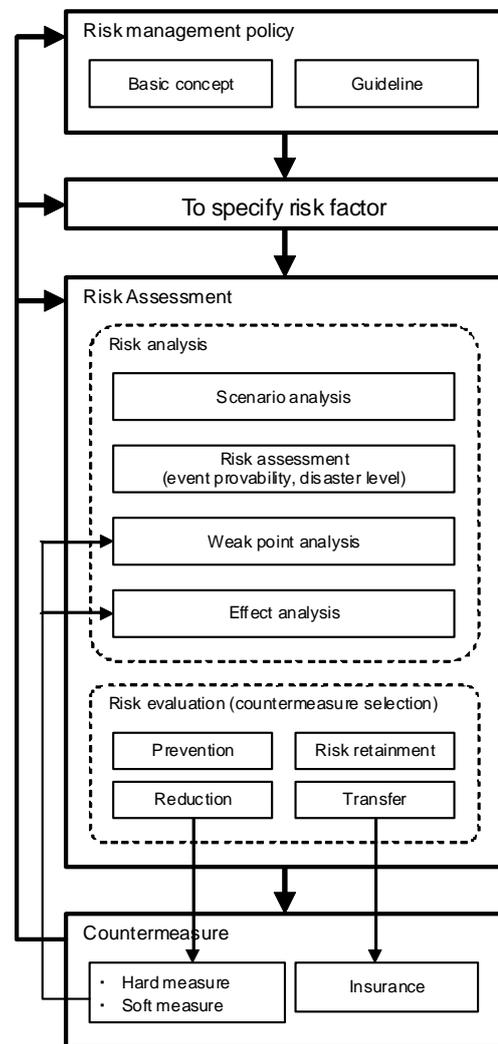 Risk management policy
Basic concept
Guideline
To specify risk factor
Risk Assessment
Risk analysis
Scenario analysis
Risk assessment
(event provability, disaster level)
Weak point analysis
Effect analysis
Risk evaluation (countermeasure selection)
Prevention
Risk retainment
Reduction
Transfer
Countermeasure
・ Hard measure
・ Soft measure
Insurance